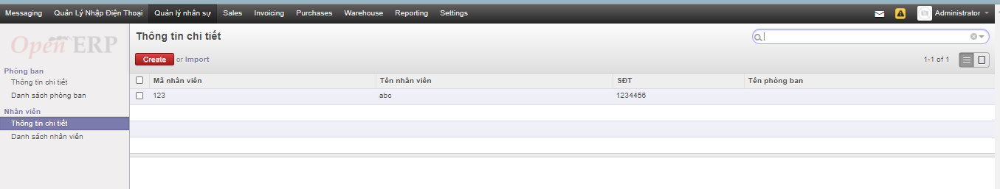 Messaging Quản Lý Nhập Điện Thoại Quản lý nhân sự Sales Invoicing Purchases Warehouse Reporting Settings Administrator
Open ERP
Thông tin chi tiết
Create or Import 1-1 of 1
Phòng ban
Thông tin chi tiết
Danh sách phòng ban
Nhân viên
Thông tin chi tiết
Danh sách nhân viên
Mã nhân viên Tên nhân viên SĐT Tên phòng ban
123 abc 1234456